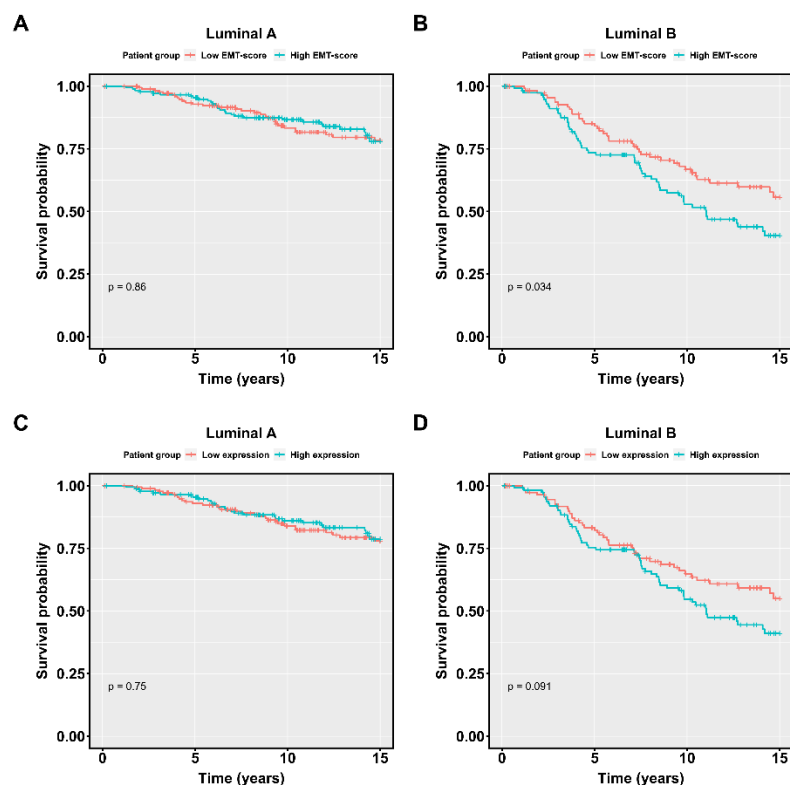 A
Luminal A
Patient group Low EMT-score High EMT-score
1.00
0.75
0.50
0.25
0.00
Survival probability
p = 0.86
0 5 10 15
Time (years)
B
Luminal B
Patient group Low EMT-score High EMT-score
1.00
0.75
0.50
0.25
0.00
Survival probability
p = 0.034
0 5 10 15
Time (years)
C
Luminal A
Patient group Low expression High expression
1.00
0.75
0.50
0.25
0.00
Survival probability
p = 0.75
0 5 10 15
Time (years)
D
Luminal B
Patient group Low expression High expression
1.00
0.75
0.50
0.25
0.00
Survival probability
p = 0.091
0 5 10 15
Time (years)